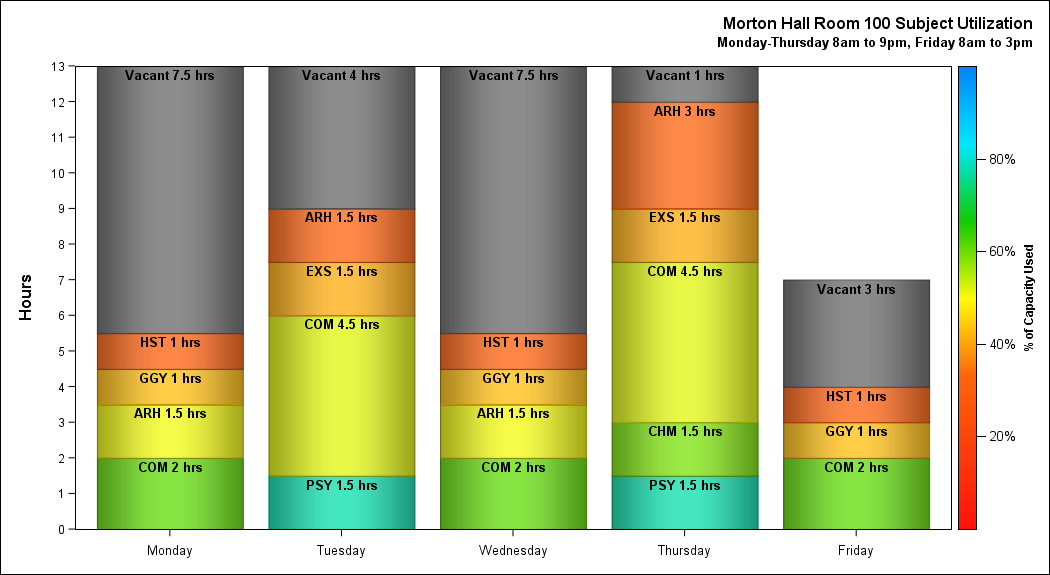 Morton Hall Room 100 Subject Utilization
Monday-Thursday 8am to 9pm, Friday 8am to 3pm
Hours
13
12
11
10
9
8
7
6
5
4
3
2
1
0
Vacant 7.5 hrs
HST 1 hrs
GGY 1 hrs
ARH 1.5 hrs
COM 2 hrs
Monday
Vacant 4 hrs
ARH 1.5 hrs
EXS 1.5 hrs
COM 4.5 hrs
PSY 1.5 hrs
Tuesday
Vacant 7.5 hrs
HST 1 hrs
GGY 1 hrs
ARH 1.5 hrs
COM 2 hrs
Wednesday
Vacant 1 hrs
ARH 3 hrs
EXS 1.5 hrs
COM 4.5 hrs
CHM 1.5 hrs
PSY 1.5 hrs
Thursday
Vacant 3 hrs
HST 1 hrs
GGY 1 hrs
COM 2 hrs
Friday
80%
60%
40%
20%
% of Capacity Used